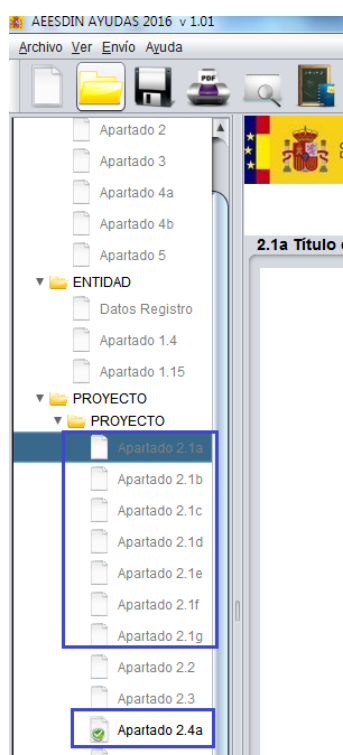 AEESDIN AYUDAS 2016 v 1.01
Archivo Ver Envío Ayuda
PDF
Apartado 2
Apartado 3
Apartado 4a
Apartado 4b
Apartado 5
2.1a Título
ENTIDAD
Datos Registro
Apartado 1.4
Apartado 1.15
PROYECTO
PROYECTO
Apartado 2.1a
Apartado 2.1b
Apartado 2.1c
Apartado 2.1d
Apartado 2.1e
Apartado 2.1f
Apartado 2.1g
Apartado 2.2
Apartado 2.3
Apartado 2.4a